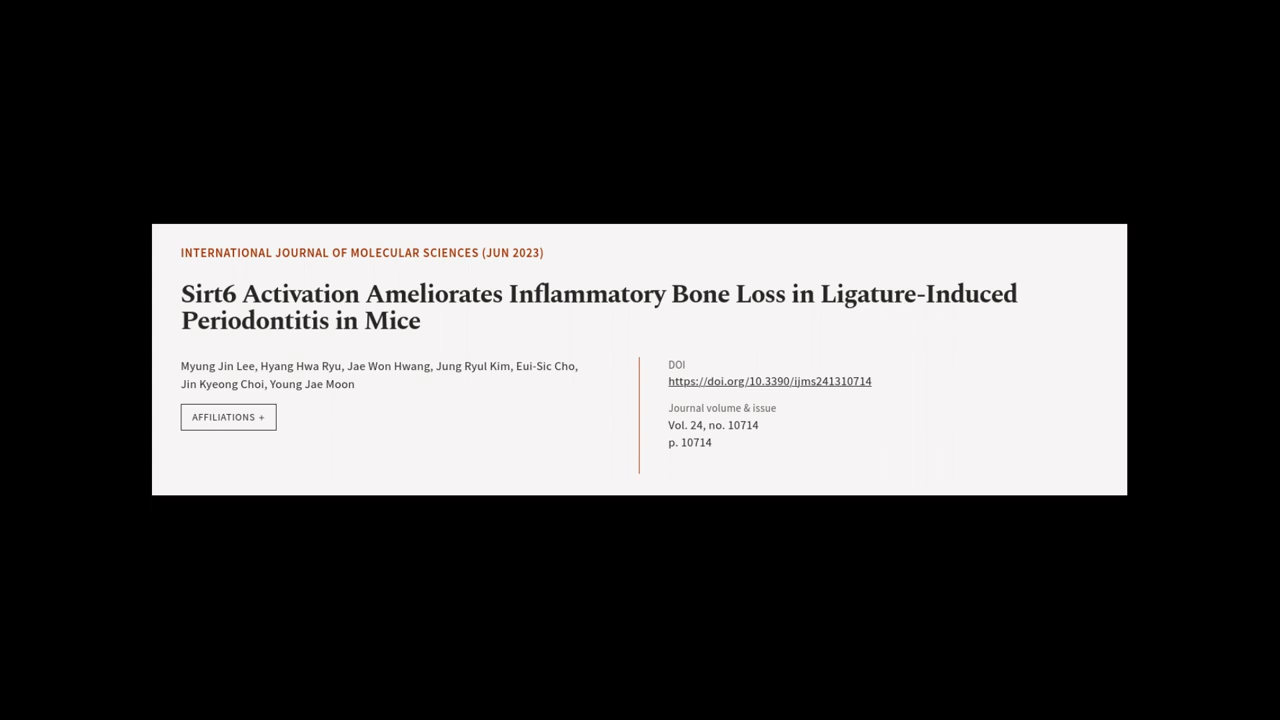 INTERNATIONAL JOURNAL OF MOLECULAR SCIENCES (JUN 2023)
Sirt6 Activation Ameliorates Inflammatory Bone Loss in Ligature-Induced
Periodontitis in Mice
Myung Jin Lee, Hyang Hwa Ryu, Jae Won Hwang, Jung Ryul Kim, Eui-Sic Cho,
Jin Kyeong Choi, Young Jae Moon
AFFILIATIONS +
DOI
https://doi.org/10.3390/ijms241310714
Journal volume & issue
Vol. 24, no. 10714
p. 10714